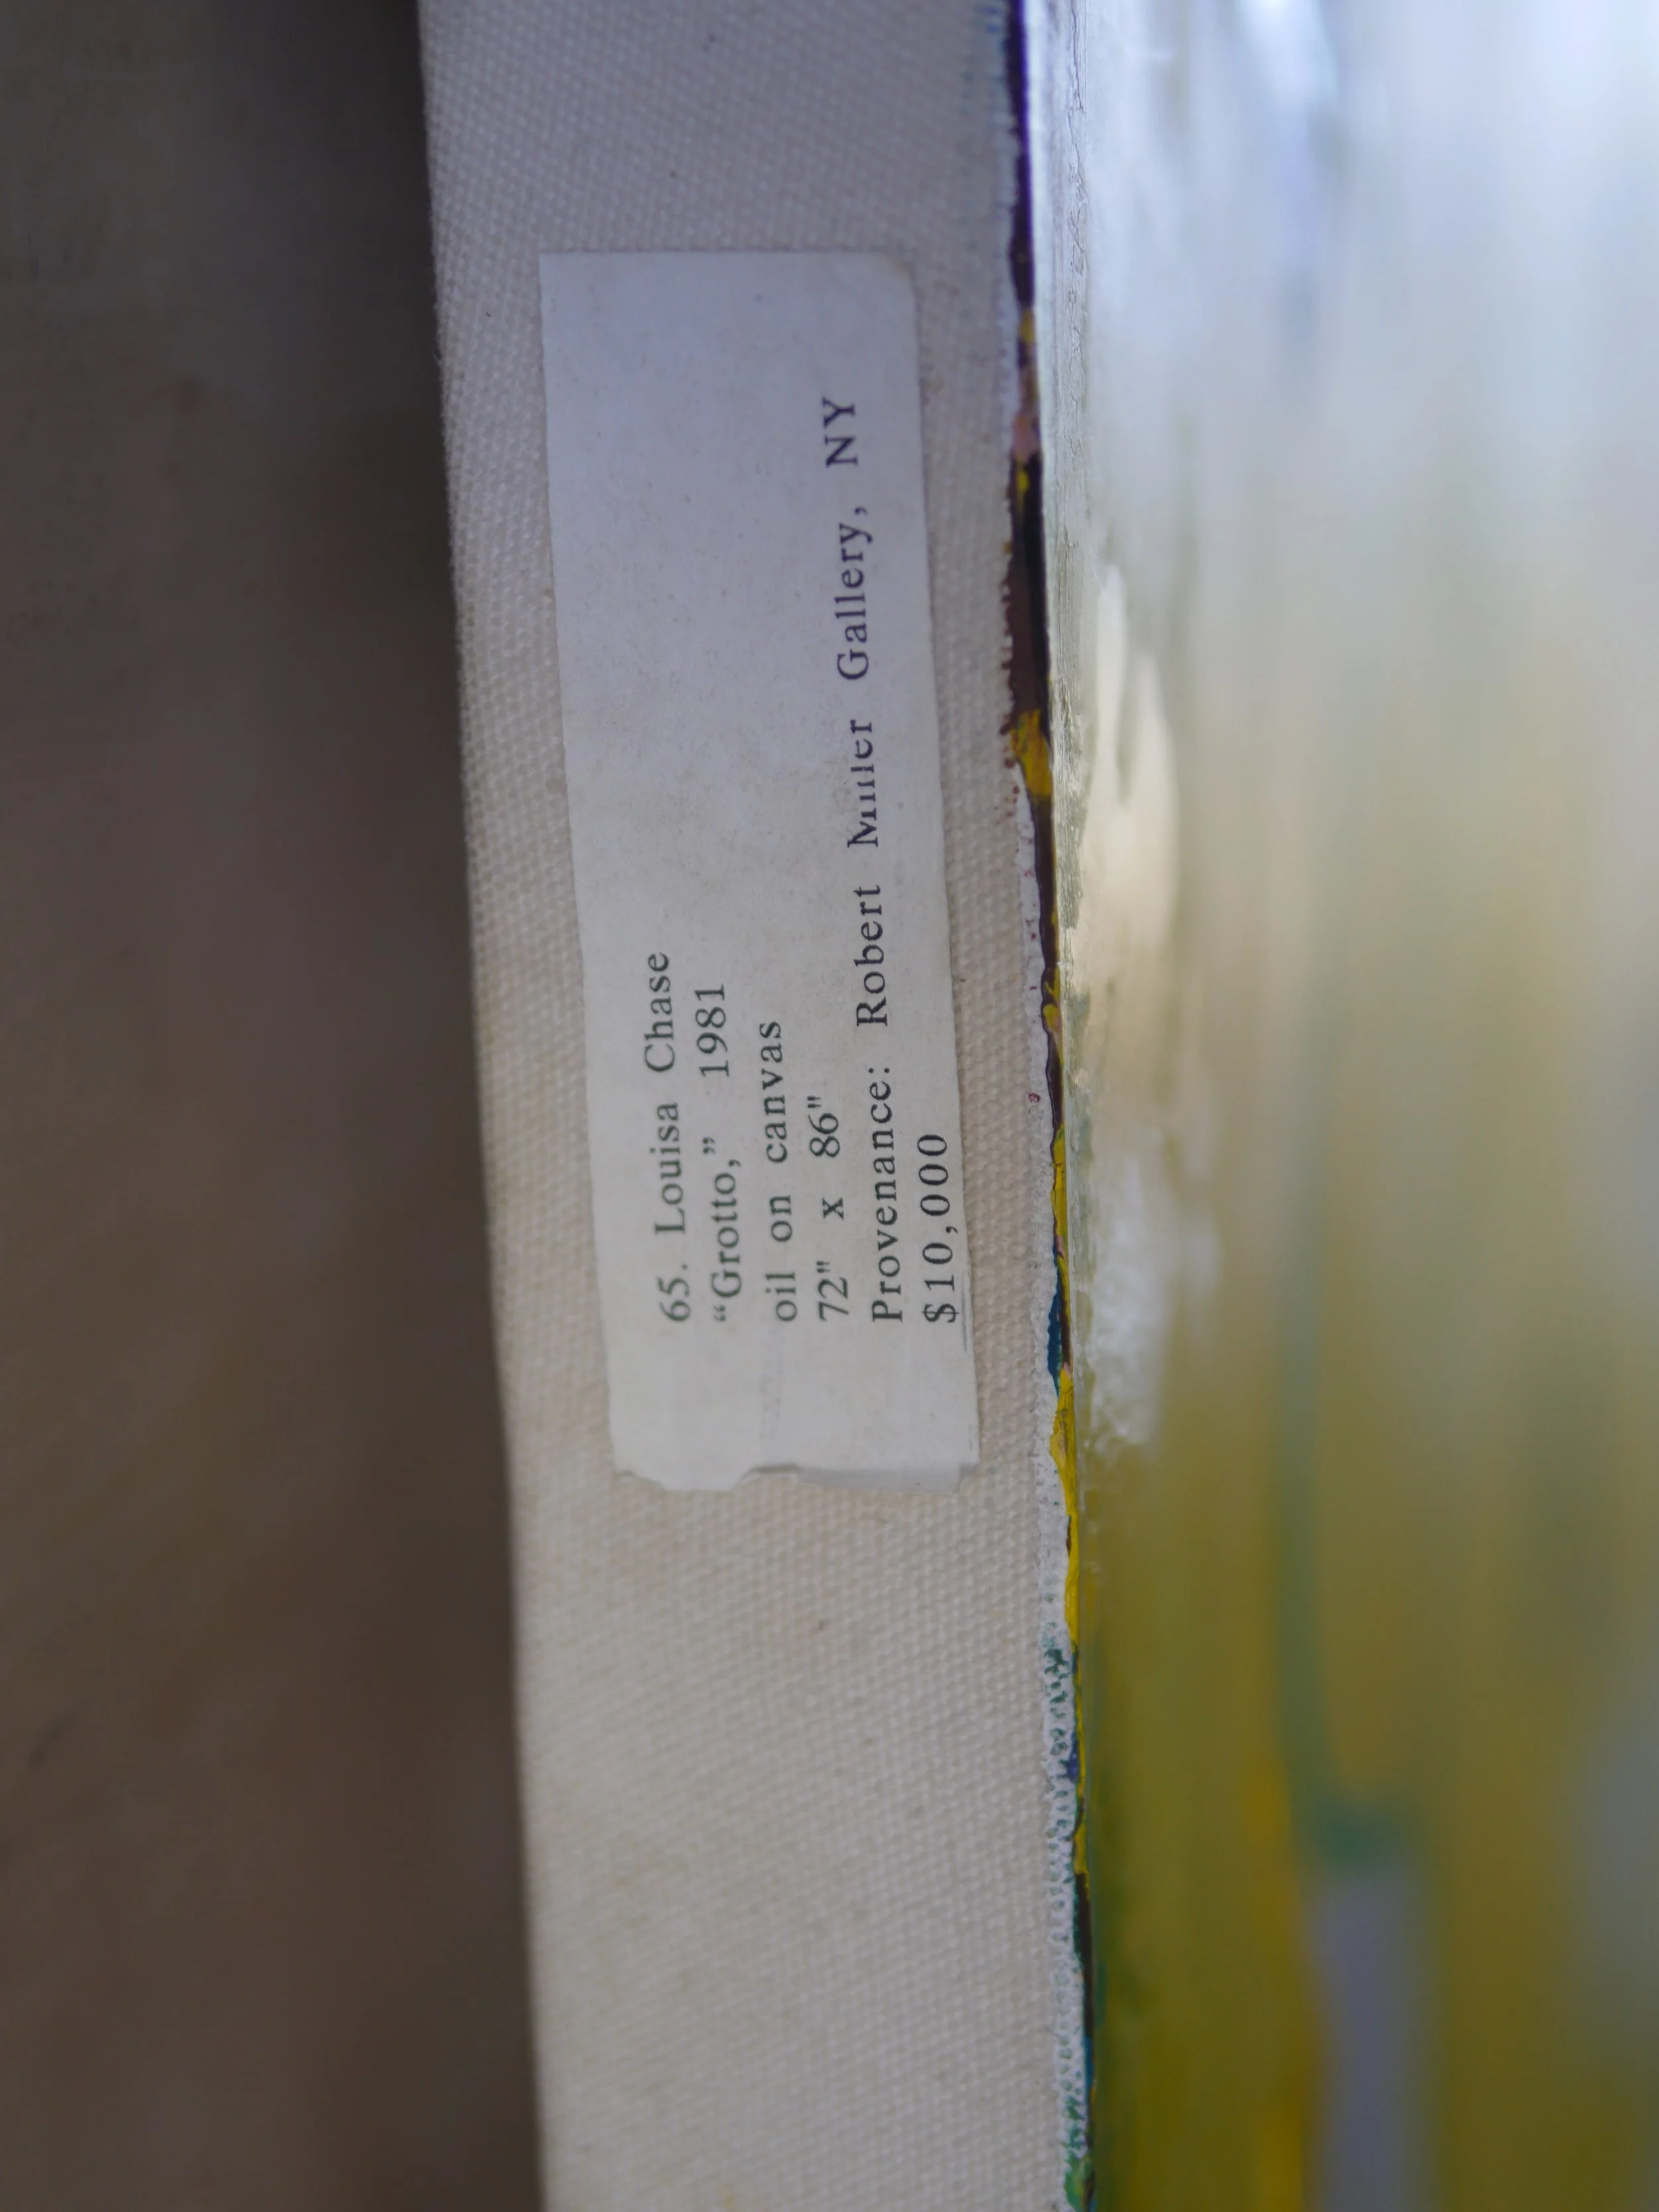 65. Louisa Chase
“Grotto,” 1981
oil on canvas
72" x 86"
Provenance: Robert Miller Gallery, NY
$10,000